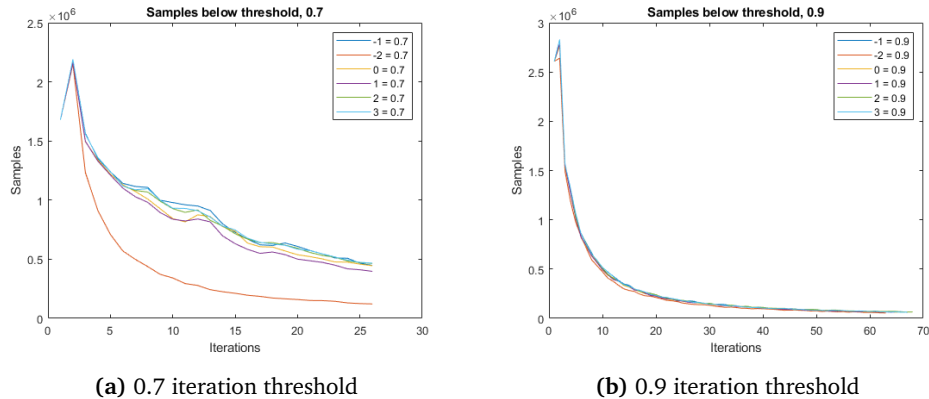 Samples below threshold, 0.7
×10⁶
2.5
2
1.5
1
0.5
0
0
5
10
15
20
25
30
Samples
Iterations
-1 = 0.7
-2 = 0.7
0 = 0.7
1 = 0.7
2 = 0.7
3 = 0.7
(a) 0.7 iteration threshold
Samples below threshold, 0.9
×10⁶
3
2.5
2
1.5
1
0.5
0
0
10
20
30
40
50
60
70
Samples
Iterations
-1 = 0.9
-2 = 0.9
0 = 0.9
1 = 0.9
2 = 0.9
3 = 0.9
(b) 0.9 iteration threshold